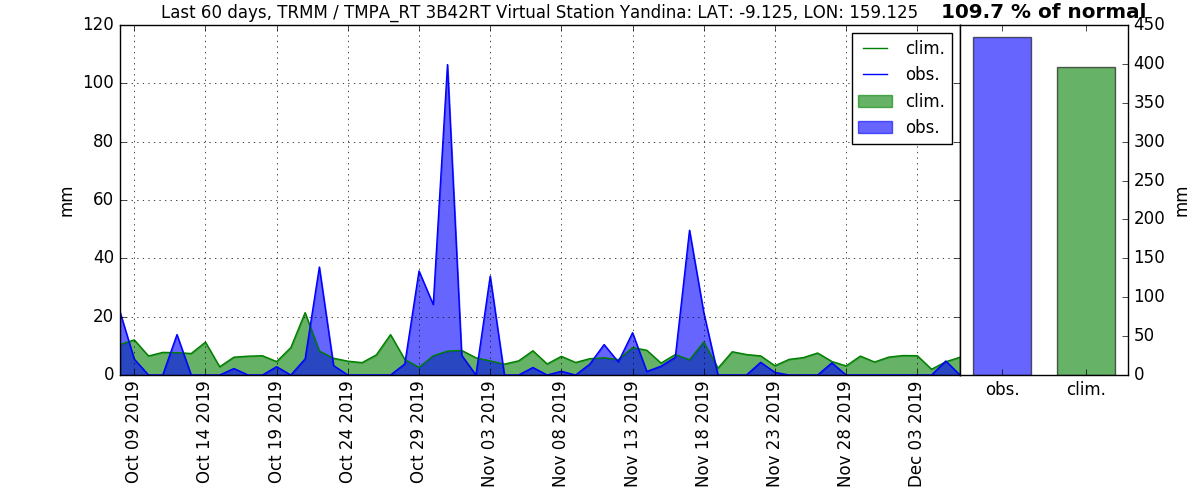 Last 60 days, TRMM / TMPA_RT 3B42RT Virtual Station Yandina: LAT: -9.125, LON: 159.125
109.7 % of normal
120
100
80
60
40
20
0
mm
clim.
obs.
clim.
obs.
450
400
350
300
250
200
150
100
50
0
mm
Oct 09 2019
Oct 14 2019
Oct 19 2019
Oct 24 2019
Oct 29 2019
Nov 03 2019
Nov 08 2019
Nov 13 2019
Nov 18 2019
Nov 23 2019
Nov 28 2019
Dec 03 2019
obs.
clim.